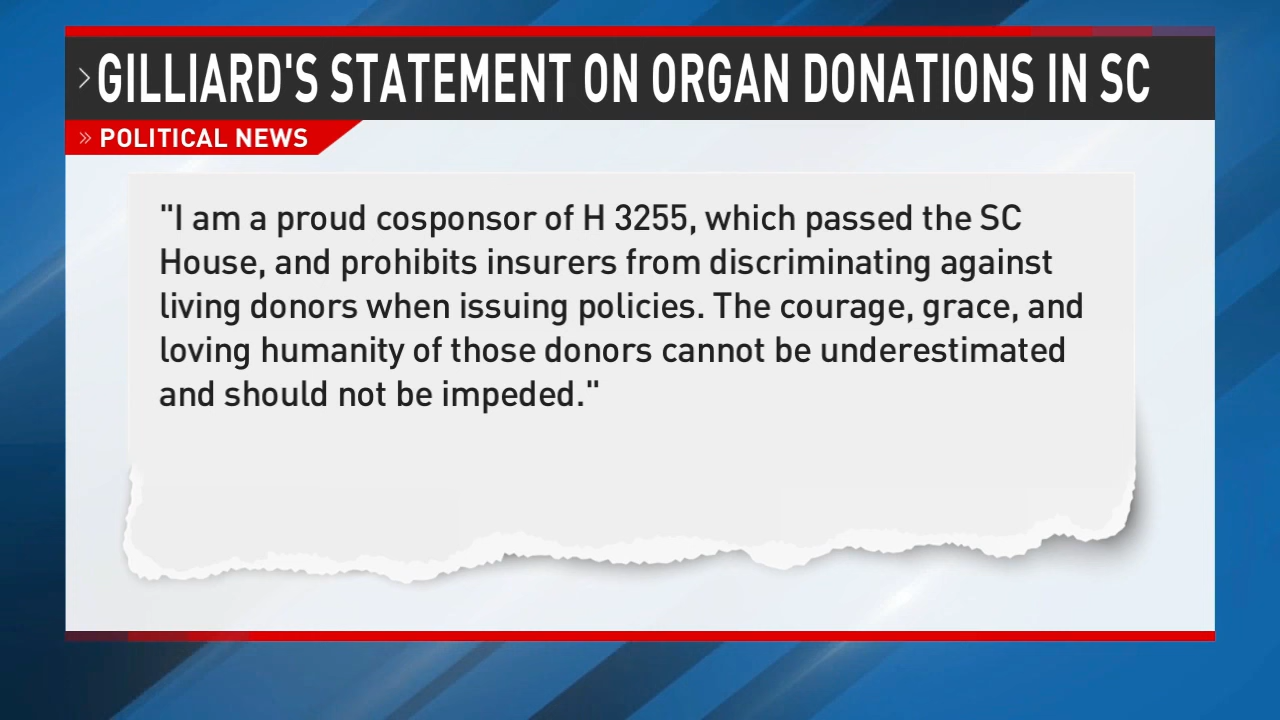 > GILLIARD'S STATEMENT ON ORGAN DONATIONS IN SC
» POLITICAL NEWS
"I am a proud cosponsor of H 3255, which passed the SC
House, and prohibits insurers from discriminating against
living donors when issuing policies. The courage, grace, and
loving humanity of those donors cannot be underestimated
and should not be impeded."